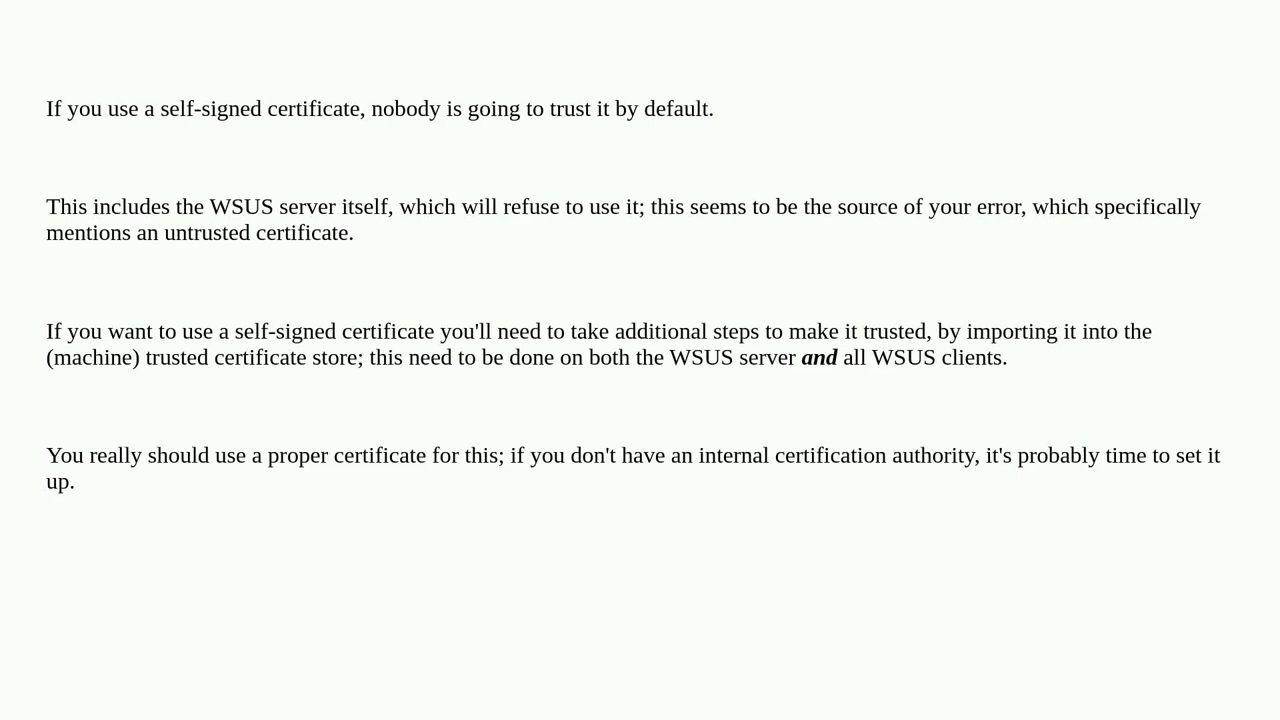 If you use a self-signed certificate, nobody is going to trust it by default.
This includes the WSUS server itself, which will refuse to use it; this seems to be the source of your error, which specifically
mentions an untrusted certificate.
If you want to use a self-signed certificate you'll need to take additional steps to make it trusted, by importing it into the
(machine) trusted certificate store; this need to be done on both the WSUS server and all WSUS clients.
You really should use a proper certificate for this; if you don't have an internal certification authority, it's probably time to set it
up.